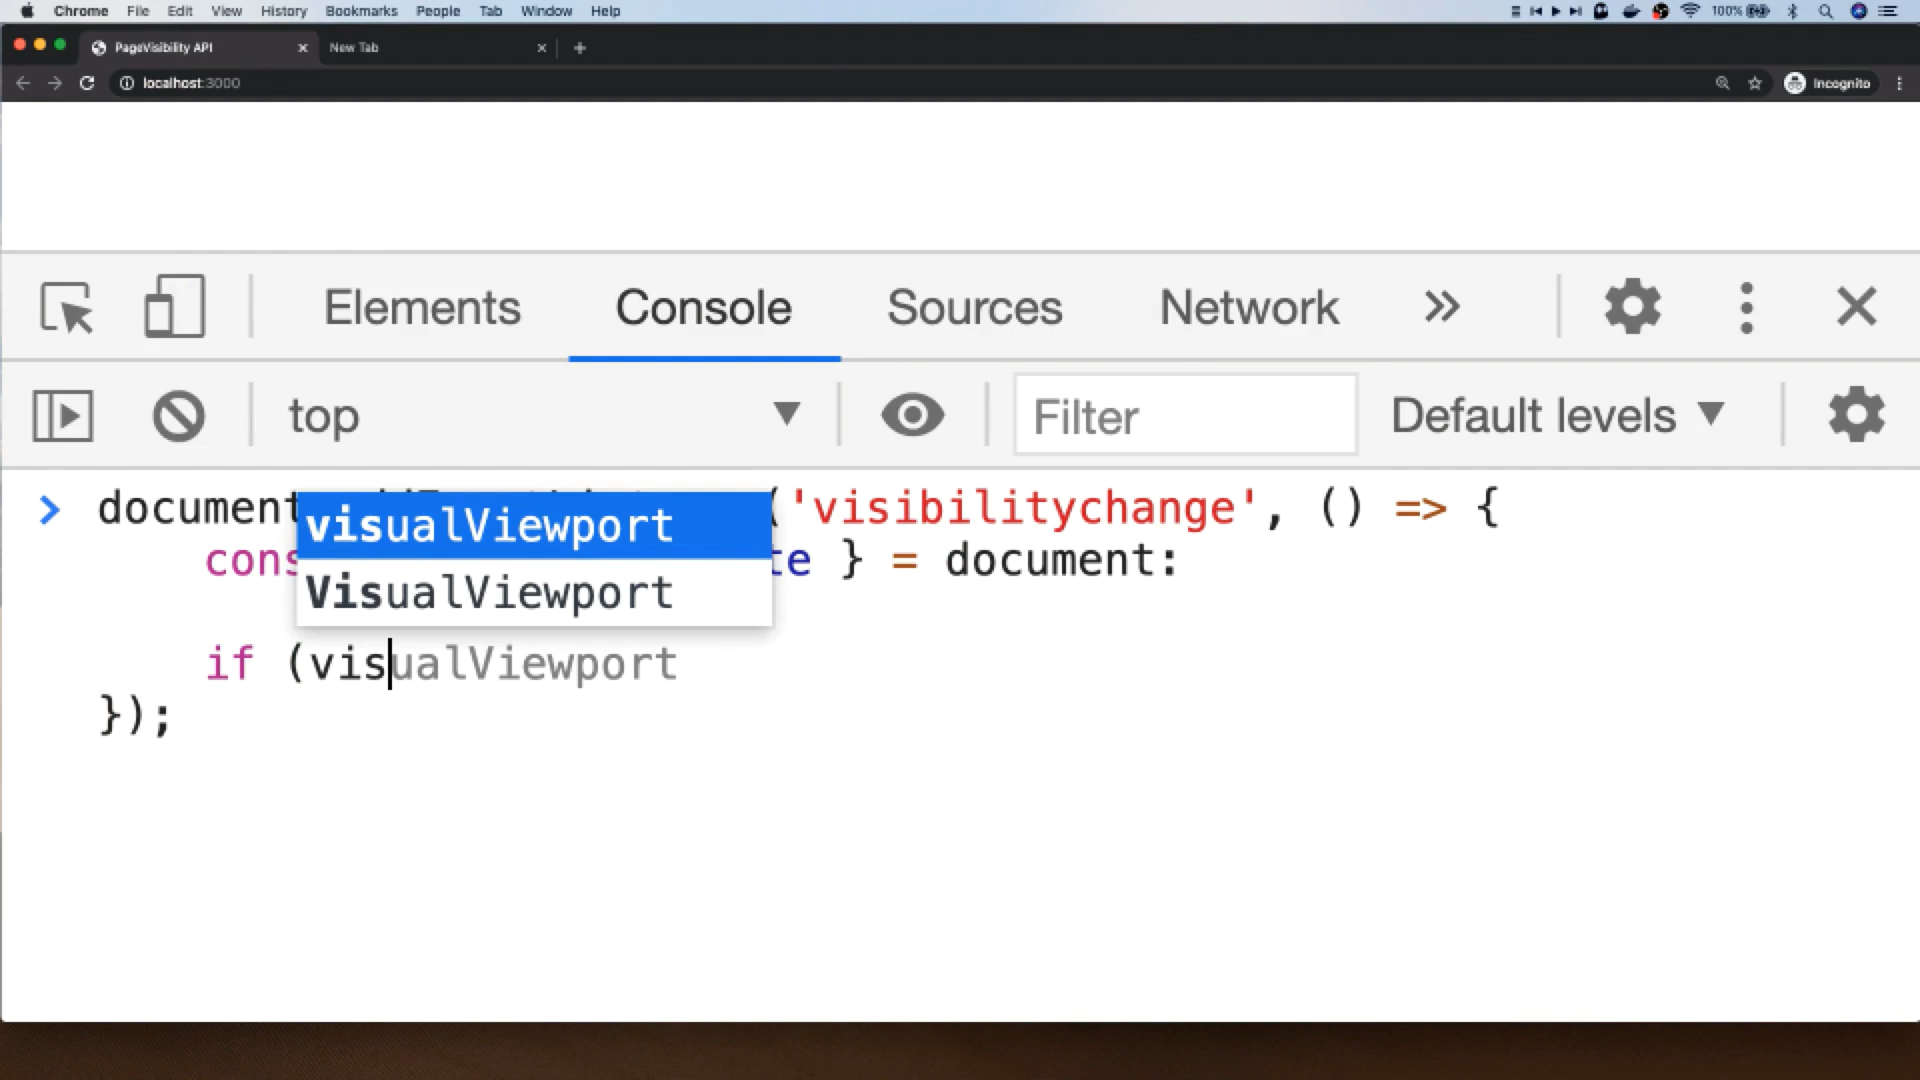 Chrome File Edit View History Bookmarks People Tab Window Help 100%
PageVisibility API New Tab
localhost:3000 Incognito
Elements Console Sources Network
top Filter Default levels
document ('visibilitychange', () => {
visualViewport
cons te } = document:
VisualViewport
if (visualViewport
});